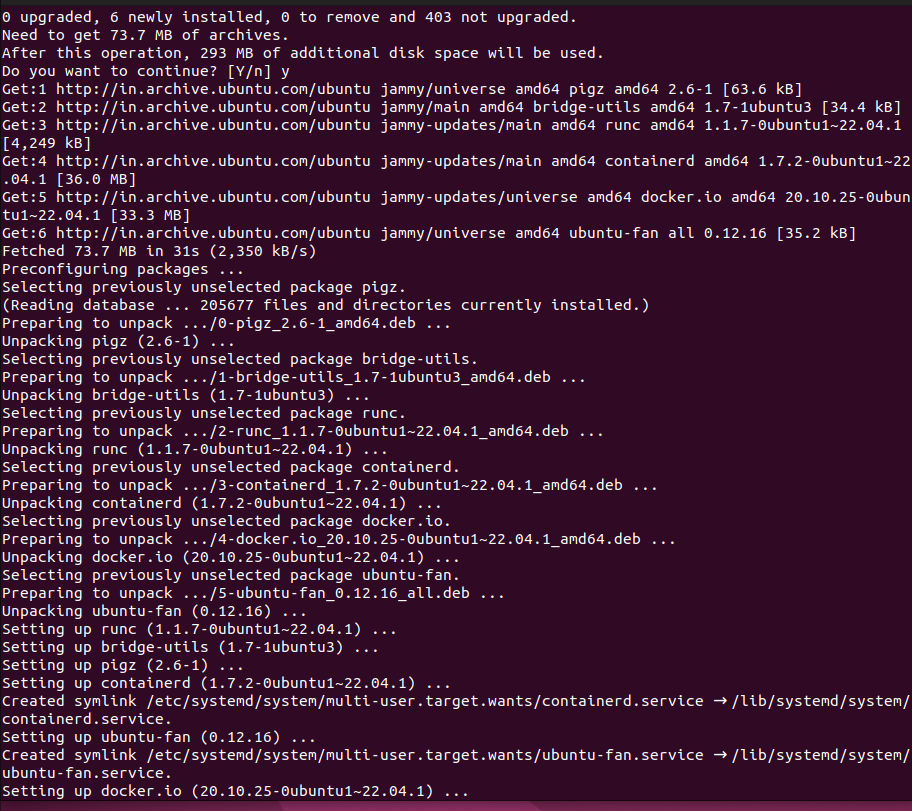 0 upgraded, 6 newly installed, 0 to remove and 403 not upgraded.
Need to get 73.7 MB of archives.
After this operation, 293 MB of additional disk space will be used.
Do you want to continue? [Y/n] y
Get:1 http://in.archive.ubuntu.com/ubuntu jammy/universe amd64 pigz amd64 2.6-1 [63.6 kB]
Get:2 http://in.archive.ubuntu.com/ubuntu jammy/main amd64 bridge-utils amd64 1.7-1ubuntu3 [34.4 kB]
Get:3 http://in.archive.ubuntu.com/ubuntu jammy-updates/main amd64 runc amd64 1.1.7-0ubuntu1~22.04.1
[4,249 kB]
Get:4 http://in.archive.ubuntu.com/ubuntu jammy-updates/main amd64 containerd amd64 1.7.2-0ubuntu1~22
.04.1 [36.0 MB]
Get:5 http://in.archive.ubuntu.com/ubuntu jammy-updates/universe amd64 docker.io amd64 20.10.25-0ubun
tu1~22.04.1 [33.3 MB]
Get:6 http://in.archive.ubuntu.com/ubuntu jammy/universe amd64 ubuntu-fan all 0.12.16 [35.2 kB]
Fetched 73.7 MB in 31s (2,350 kB/s)
Preconfiguring packages ...
Selecting previously unselected package pigz.
(Reading database ... 205677 files and directories currently installed.)
Preparing to unpack .../0-pigz_2.6-1_amd64.deb ...
Unpacking pigz (2.6-1) ...
Selecting previously unselected package bridge-utils.
Preparing to unpack .../1-bridge-utils_1.7-1ubuntu3_amd64.deb ...
Unpacking bridge-utils (1.7-1ubuntu3) ...
Selecting previously unselected package runc.
Preparing to unpack .../2-runc_1.1.7-0ubuntu1~22.04.1_amd64.deb ...
Unpacking runc (1.1.7-0ubuntu1~22.04.1) ...
Selecting previously unselected package containerd.
Preparing to unpack .../3-containerd_1.7.2-0ubuntu1~22.04.1_amd64.deb ...
Unpacking containerd (1.7.2-0ubuntu1~22.04.1) ...
Selecting previously unselected package docker.io.
Preparing to unpack .../4-docker.io_20.10.25-0ubuntu1~22.04.1_amd64.deb ...
Unpacking docker.io (20.10.25-0ubuntu1~22.04.1) ...
Selecting previously unselected package ubuntu-fan.
Preparing to unpack .../5-ubuntu-fan_0.12.16_all.deb ...
Unpacking ubuntu-fan (0.12.16) ...
Setting up runc (1.1.7-0ubuntu1~22.04.1) ...
Setting up bridge-utils (1.7-1ubuntu3) ...
Setting up pigz (2.6-1) ...
Setting up containerd (1.7.2-0ubuntu1~22.04.1) ...
Created symlink /etc/systemd/system/multi-user.target.wants/containerd.service → /lib/systemd/system/
containerd.service.
Setting up ubuntu-fan (0.12.16) ...
Created symlink /etc/systemd/system/multi-user.target.wants/ubuntu-fan.service → /lib/systemd/system/
ubuntu-fan.service.
Setting up docker.io (20.10.25-0ubuntu1~22.04.1) ...